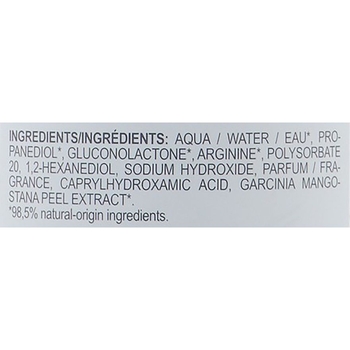 INGREDIENTS/INGRÉDIENTS: AQUA / WATER / EAU*, PRO-
PANEDIOL*, GLUCONOLACTONE*, ARGININE*, POLYSORBATE
20, 1,2-HEXANEDIOL, SODIUM HYDROXIDE, PARFUM / FRA-
GRANCE, CAPRYLHYDROXAMIC ACID, GARCINIA MANGO-
STANA PEEL EXTRACT*.
*98,5% natural-origin ingredients.